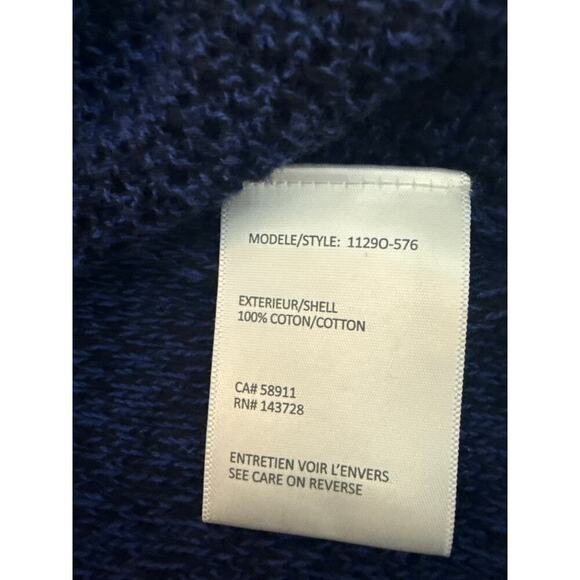 MODELE/STYLE: 1129O-576
EXTERIEUR/SHELL
100% COTON/COTTON
CA# 58911
RN# 143728
ENTRETIEN VOIR L'ENVERS
SEE CARE ON REVERSE